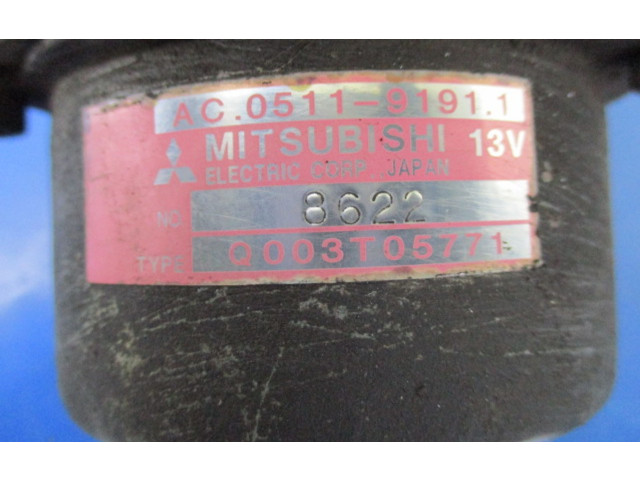 AC.0511-9191.1
MITSUBISHI 13V
ELECTRIC CORP. JAPAN
NO 8622
TYPE Q003T05771